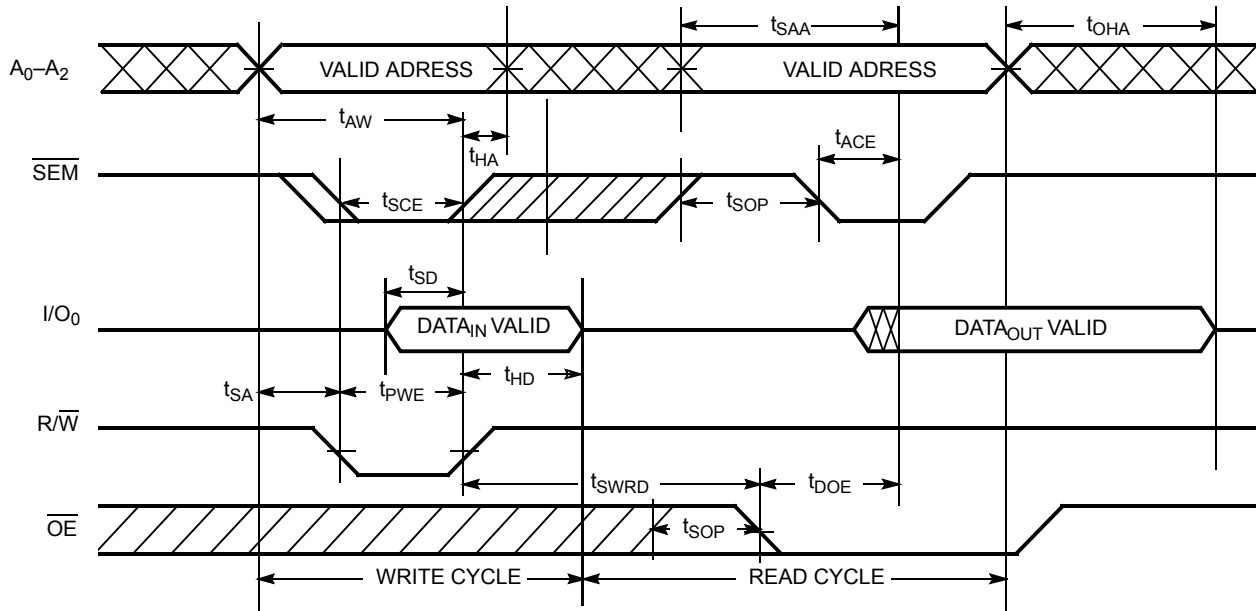 tSAA tOHA
A0–A2 VALID ADRESS VALID ADRESS
tAW tHA tACE
SEM tSCE tSOP
tSD
I/O0 DATAIN VALID DATAOUT VALID
tSA tPWE tHD
R/W
tSWRD tDOE
OE tSOP
WRITE CYCLE READ CYCLE